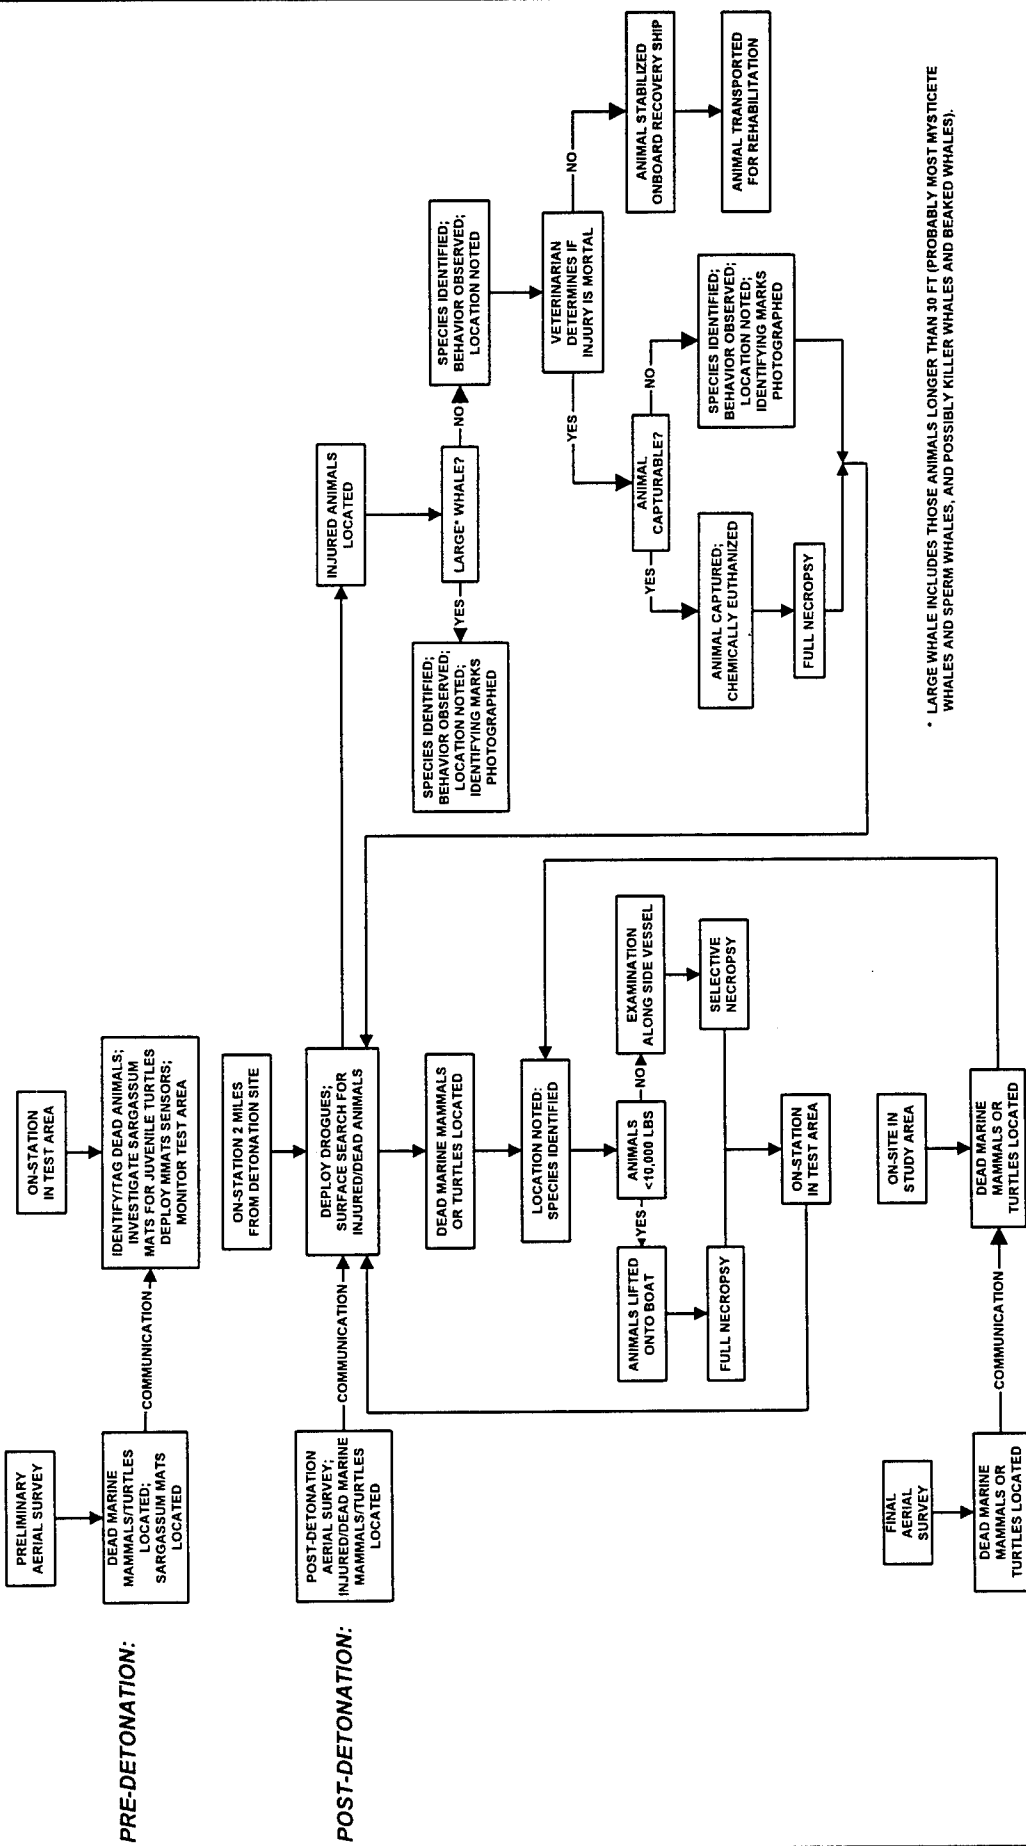 PRE-DETONATION:
PRELIMINARY
AERIAL SURVEY
DEAD MARINE
MAMMALS/TURTLES
LOCATED;
SARGASSUM MATS
LOCATED
COMMUNICATION
ON-STATION
IN TEST AREA
IDENTIFY/TAG DEAD ANIMALS;
INVESTIGATE SARGASSUM
MATS FOR JUVENILE TURTLES
DEPLOY MMATS SENSORS;
MONITOR TEST AREA
POST-DETONATION:
POST-DETONATION
AERIAL SURVEY;
INJURED/DEAD MARINE
MAMMALS/TURTLES
LOCATED
COMMUNICATION
ON-STATION 2 MILES
FROM DETONATION SITE
DEPLOY DROGUES;
SURFACE SEARCH FOR
INJURED/DEAD ANIMALS
DEAD MARINE MAMMALS
OR TURTLES LOCATED
LOCATION NOTED:
SPECIES IDENTIFIED
ANIMALS
<10,000 LBS
YES
NO
ANIMALS LIFTED
ONTO BOAT
FULL NECROPSY
EXAMINATION
ALONG SIDE VESSEL
SELECTIVE
NECROPSY
ON-STATION
IN TEST AREA
INJURED ANIMALS
LOCATED
LARGE* WHALE?
YES
NO
SPECIES IDENTIFIED;
BEHAVIOR OBSERVED;
LOCATION NOTED;
IDENTIFYING MARKS
PHOTOGRAPHED
SPECIES IDENTIFIED;
BEHAVIOR OBSERVED;
LOCATION NOTED
VETERINARIAN
DETERMINES IF
INJURY IS MORTAL
YES
NO
ANIMAL
CAPTURABLE?
YES
NO
ANIMAL CAPTURED;
CHEMICALLY EUTHANIZED
FULL NECROPSY
SPECIES IDENTIFIED;
BEHAVIOR OBSERVED;
LOCATION NOTED;
IDENTIFYING MARKS
PHOTOGRAPHED
ANIMAL STABILIZED
ONBOARD RECOVERY SHIP
ANIMAL TRANSPORTED
FOR REHABILITATION
FINAL
AERIAL
SURVEY
DEAD MARINE
MAMMALS OR
TURTLES LOCATED
COMMUNICATION
ON-SITE IN
STUDY AREA
DEAD MARINE
MAMMALS OR
TURTLES LOCATED
* LARGE WHALE INCLUDES THOSE ANIMALS LONGER THAN 30 FT (PROBABLY MOST MYSTICETE
WHALES AND SPERM WHALES, AND POSSIBLY KILLER WHALES AND BEAKED WHALES).